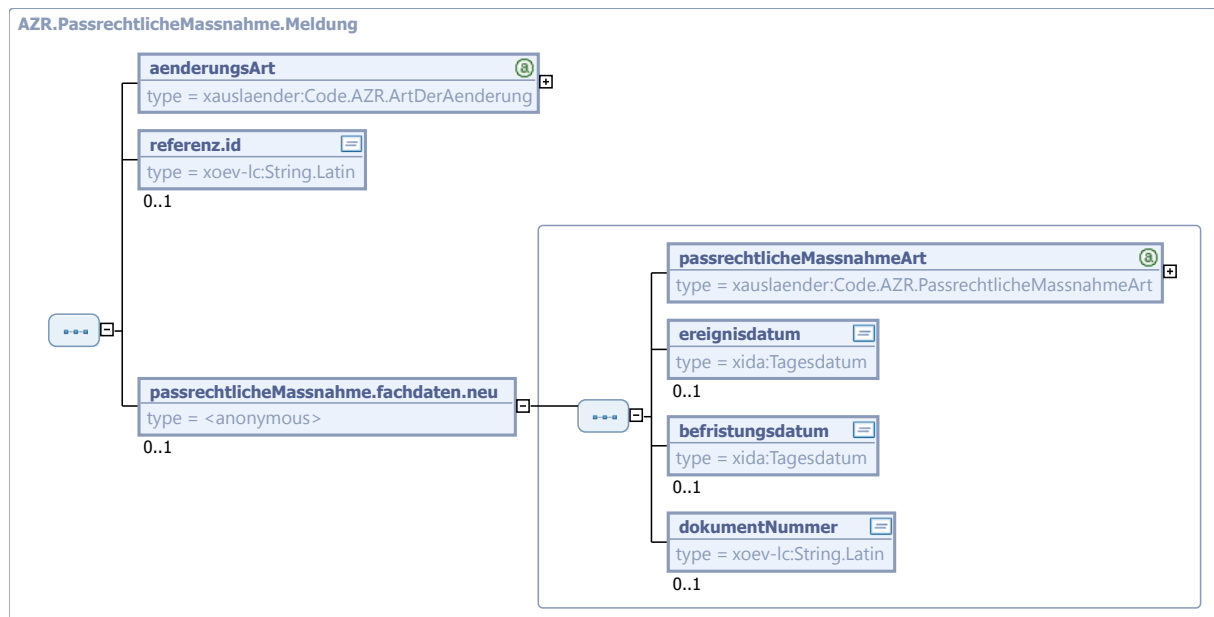 AZR.PassrechtlicheMassnahme.Meldung
aenderungsArt
type = xauslaender:Code.AZR.ArtDerAenderung
referenz.id
type = xoev-lc:String.Latin
0..1
passrechtlicheMassnahme.fachdaten.neu
type = <anonymous>
0..1
passrechtlicheMassnahmeArt
type = xauslaender:Code.AZR.PassrechtlicheMassnahmeArt
ereignisdatum
type = xida:Tagesdatum
0..1
befristungsdatum
type = xida:Tagesdatum
0..1
dokumentNummer
type = xoev-lc:String.Latin
0..1